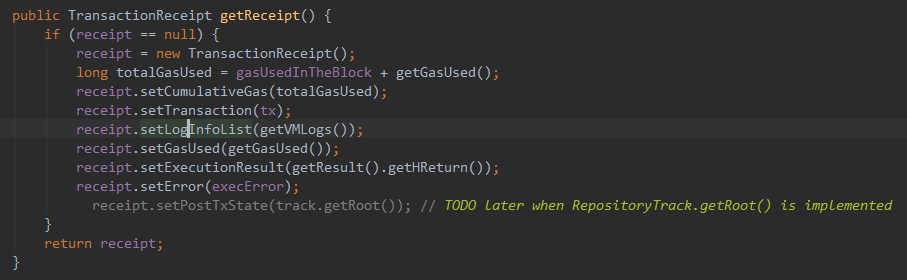 public TransactionReceipt getReceipt() {
    if (receipt == null) {
        receipt = new TransactionReceipt();
        long totalGasUsed = gasUsedInTheBlock + getGasUsed();
        receipt.setCumulativeGas(totalGasUsed);
        receipt.setTransaction(tx);
        receipt.setLogInfoList(getVMLogs());
        receipt.setGasUsed(getGasUsed());
        receipt.setExecutionResult(getResult().getHReturn());
        receipt.setError(execError);
          receipt.setPostTxState(track.getRoot()); // TODO later when RepositoryTrack.getRoot() is implemented
    }
    return receipt;
}